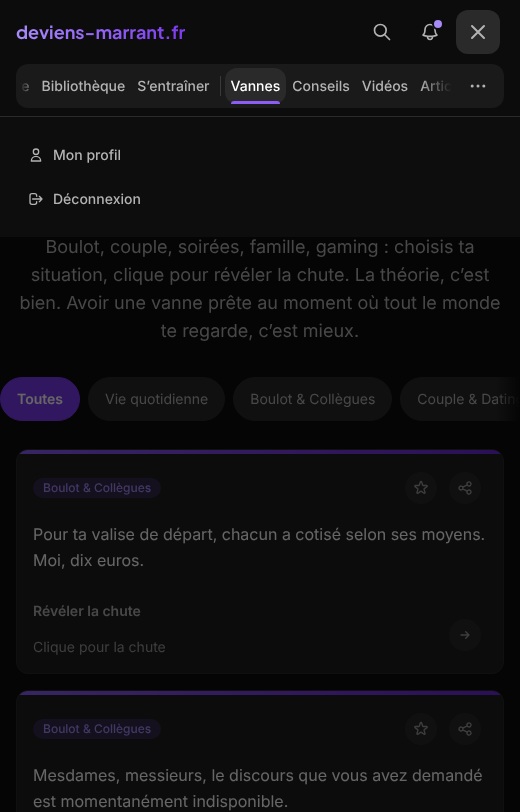 deviens-marrant.fr
e Bibliothèque S'entraîner Vannes Conseils Vidéos Artic
Mon profil
Déconnexion
Boulot, couple, soirées, famille, gaming : choisis ta
situation, clique pour révéler la chute. La théorie, c'est
bien. Avoir une vanne prête au moment où tout le monde
te regarde, c'est mieux.
Toutes Vie quotidienne Boulot & Collègues Couple & Datin
Boulot & Collègues
Pour ta valise de départ, chacun a cotisé selon ses moyens.
Moi, dix euros.
Révéler la chute
Clique pour la chute
Boulot & Collègues
Mesdames, messieurs, le discours que vous avez demandé
est momentanément indisponible.